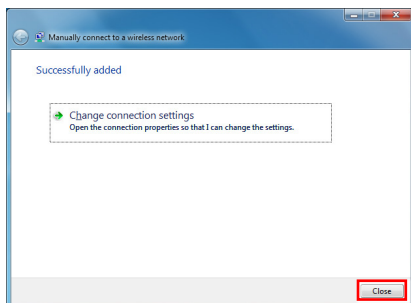 Manually connect to a wireless network
Successfully added
Change connection settings
Open the connection properties so that I can change the settings.
Close